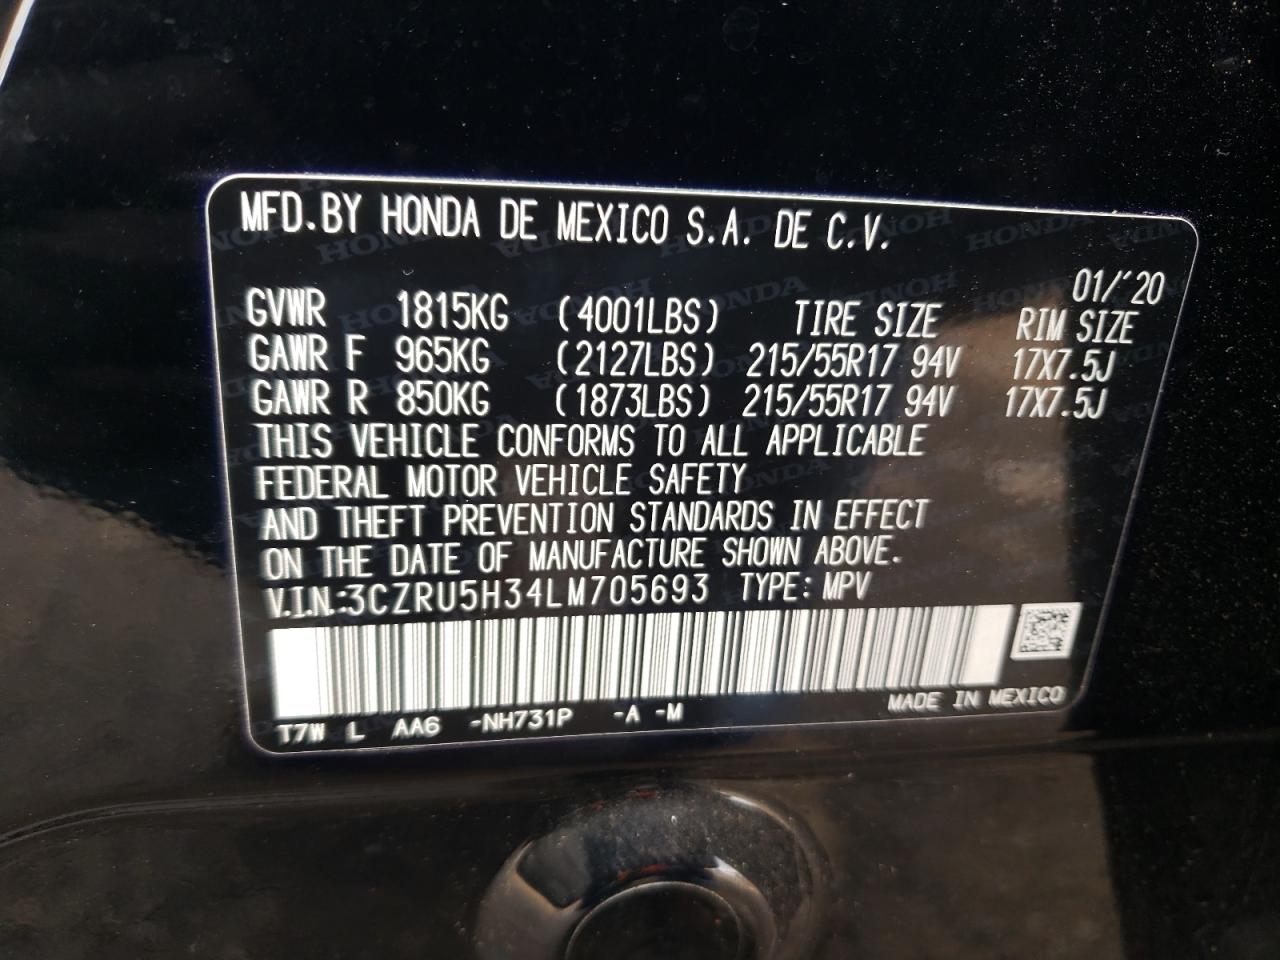 MFD.BY HONDA DE MEXICO S.A. DE C.V.
01/'20
GVWR 1815KG (4001LBS) TIRE SIZE RIM SIZE
GAWR F 965KG (2127LBS) 215/55R17 94V 17X7.5J
GAWR R 850KG (1873LBS) 215/55R17 94V 17X7.5J
THIS VEHICLE CONFORMS TO ALL APPLICABLE
FEDERAL MOTOR VEHICLE SAFETY
AND THEFT PREVENTION STANDARDS IN EFFECT
ON THE DATE OF MANUFACTURE SHOWN ABOVE.
V.I.N.:3CZRU5H34LM705693 TYPE: MPV
MADE IN MEXICO
T7W L AA6 -NH731P -A -M